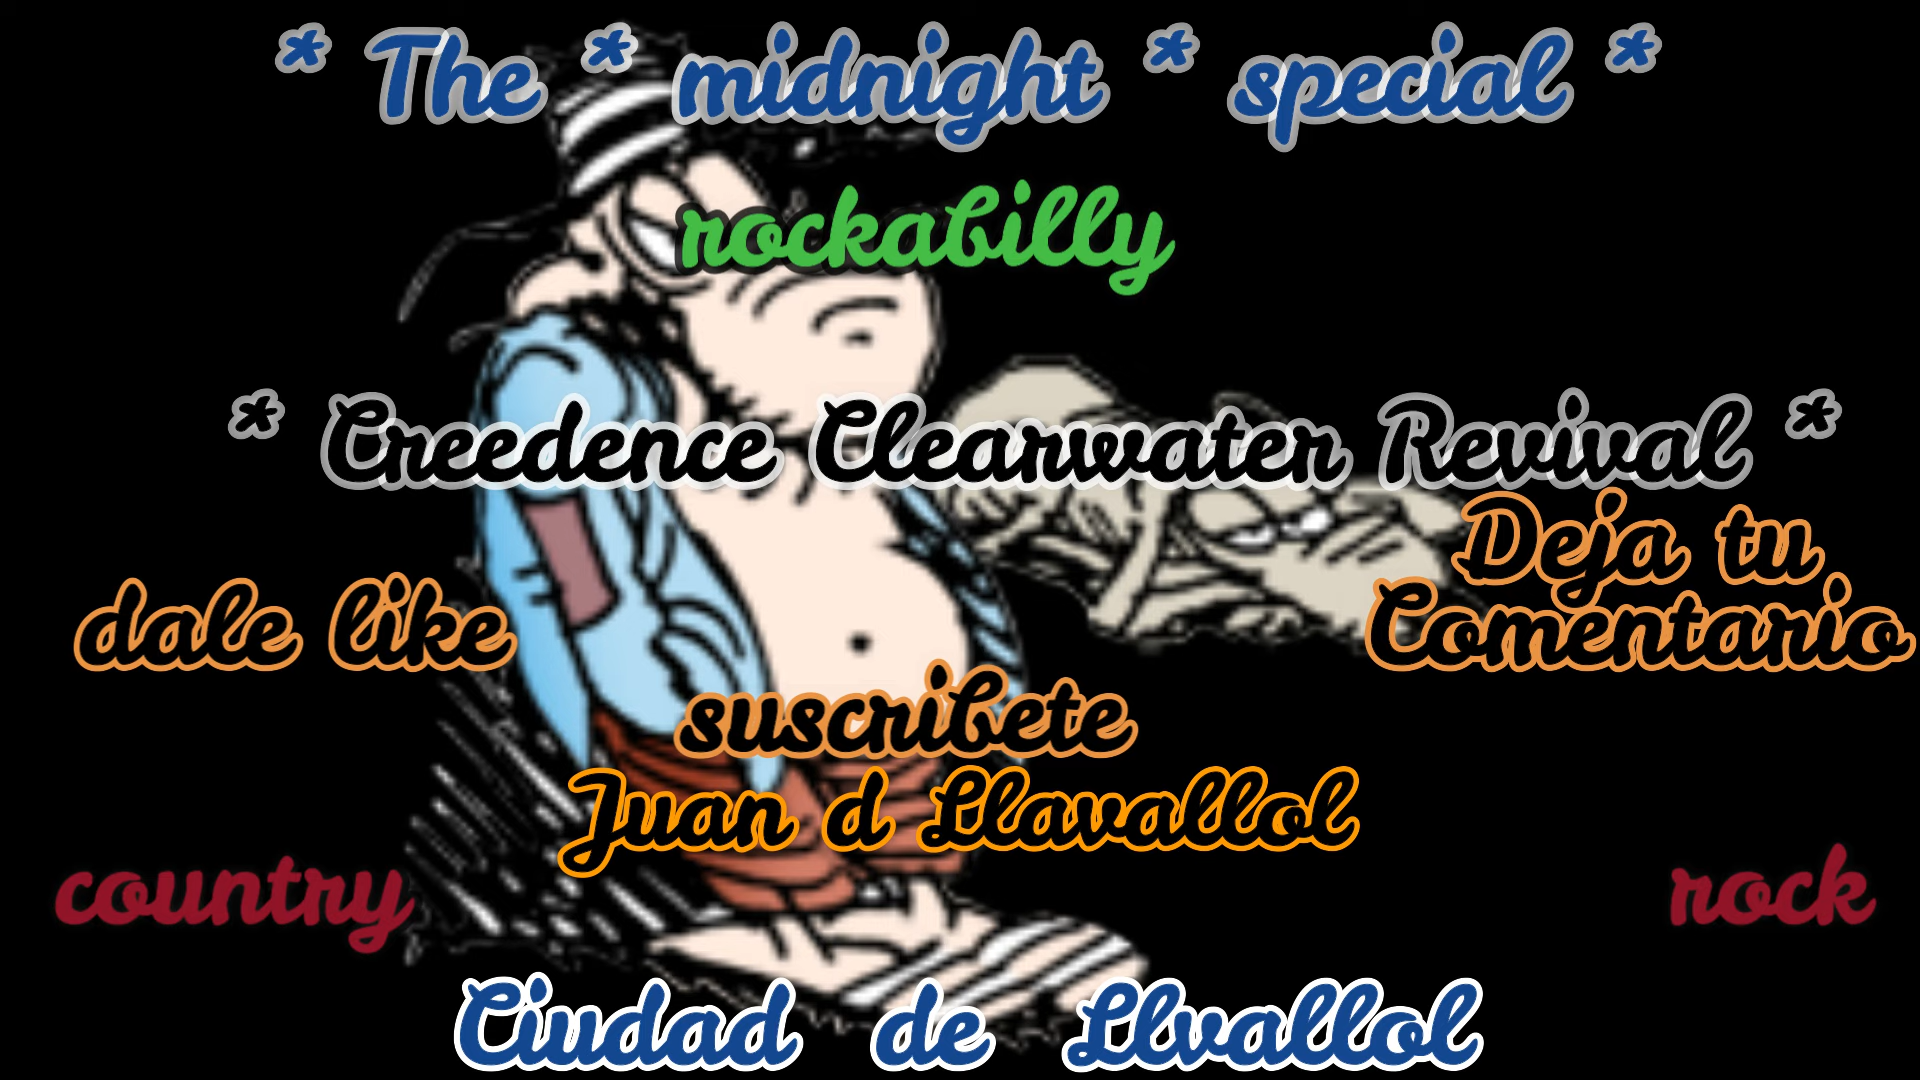 * The * midnight * special *
rockabilly
* Creedence Clearwater Revival *
Deja tu
Comentario
dale like
suscribete
Juan d Llavallol
country
rock
Ciudad de Llvallol